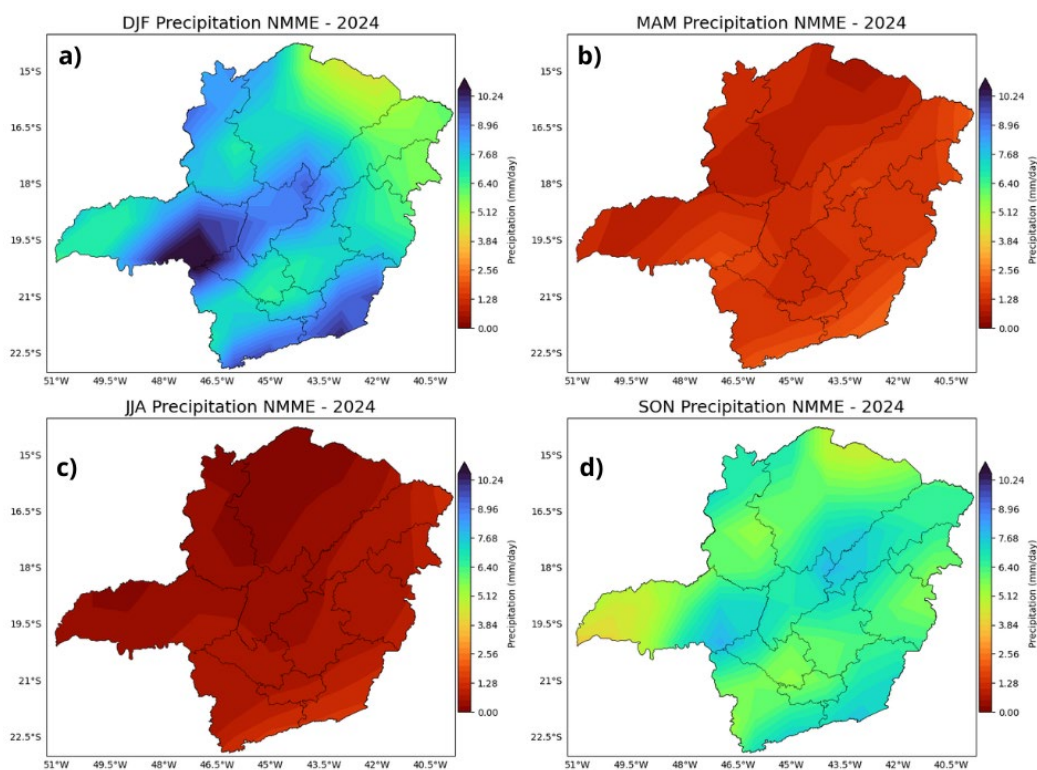 DJF Precipitation NMME - 2024
a)
15°S
16.5°S
18°S
19.5°S
21°S
22.5°S
51°W 49.5°W 48°W 46.5°W 45°W 43.5°W 42°W 40.5°W
10.24
8.96
7.68
6.40
5.12
3.84
2.56
1.28
0.00
Precipitation (mm/day)
MAM Precipitation NMME - 2024
b)
15°S
16.5°S
18°S
19.5°S
21°S
22.5°S
51°W 49.5°W 48°W 46.5°W 45°W 43.5°W 42°W 40.5°W
10.24
8.96
7.68
6.40
5.12
3.84
2.56
1.28
0.00
Precipitation (mm/day)
JJA Precipitation NMME - 2024
c)
15°S
16.5°S
18°S
19.5°S
21°S
22.5°S
51°W 49.5°W 48°W 46.5°W 45°W 43.5°W 42°W 40.5°W
10.24
8.96
7.68
6.40
5.12
3.84
2.56
1.28
0.00
Precipitation (mm/day)
SON Precipitation NMME - 2024
d)
15°S
16.5°S
18°S
19.5°S
21°S
22.5°S
51°W 49.5°W 48°W 46.5°W 45°W 43.5°W 42°W 40.5°W
10.24
8.96
7.68
6.40
5.12
3.84
2.56
1.28
0.00
Precipitation (mm/day)